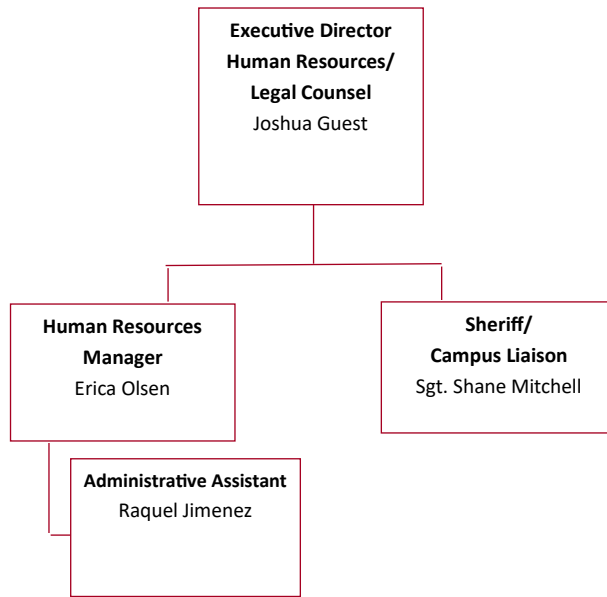 Executive Director
Human Resources/
Legal Counsel
Joshua Guest
Human Resources
Manager
Erica Olsen
Sheriff/
Campus Liaison
Sgt. Shane Mitchell
Administrative Assistant
Raquel Jimenez